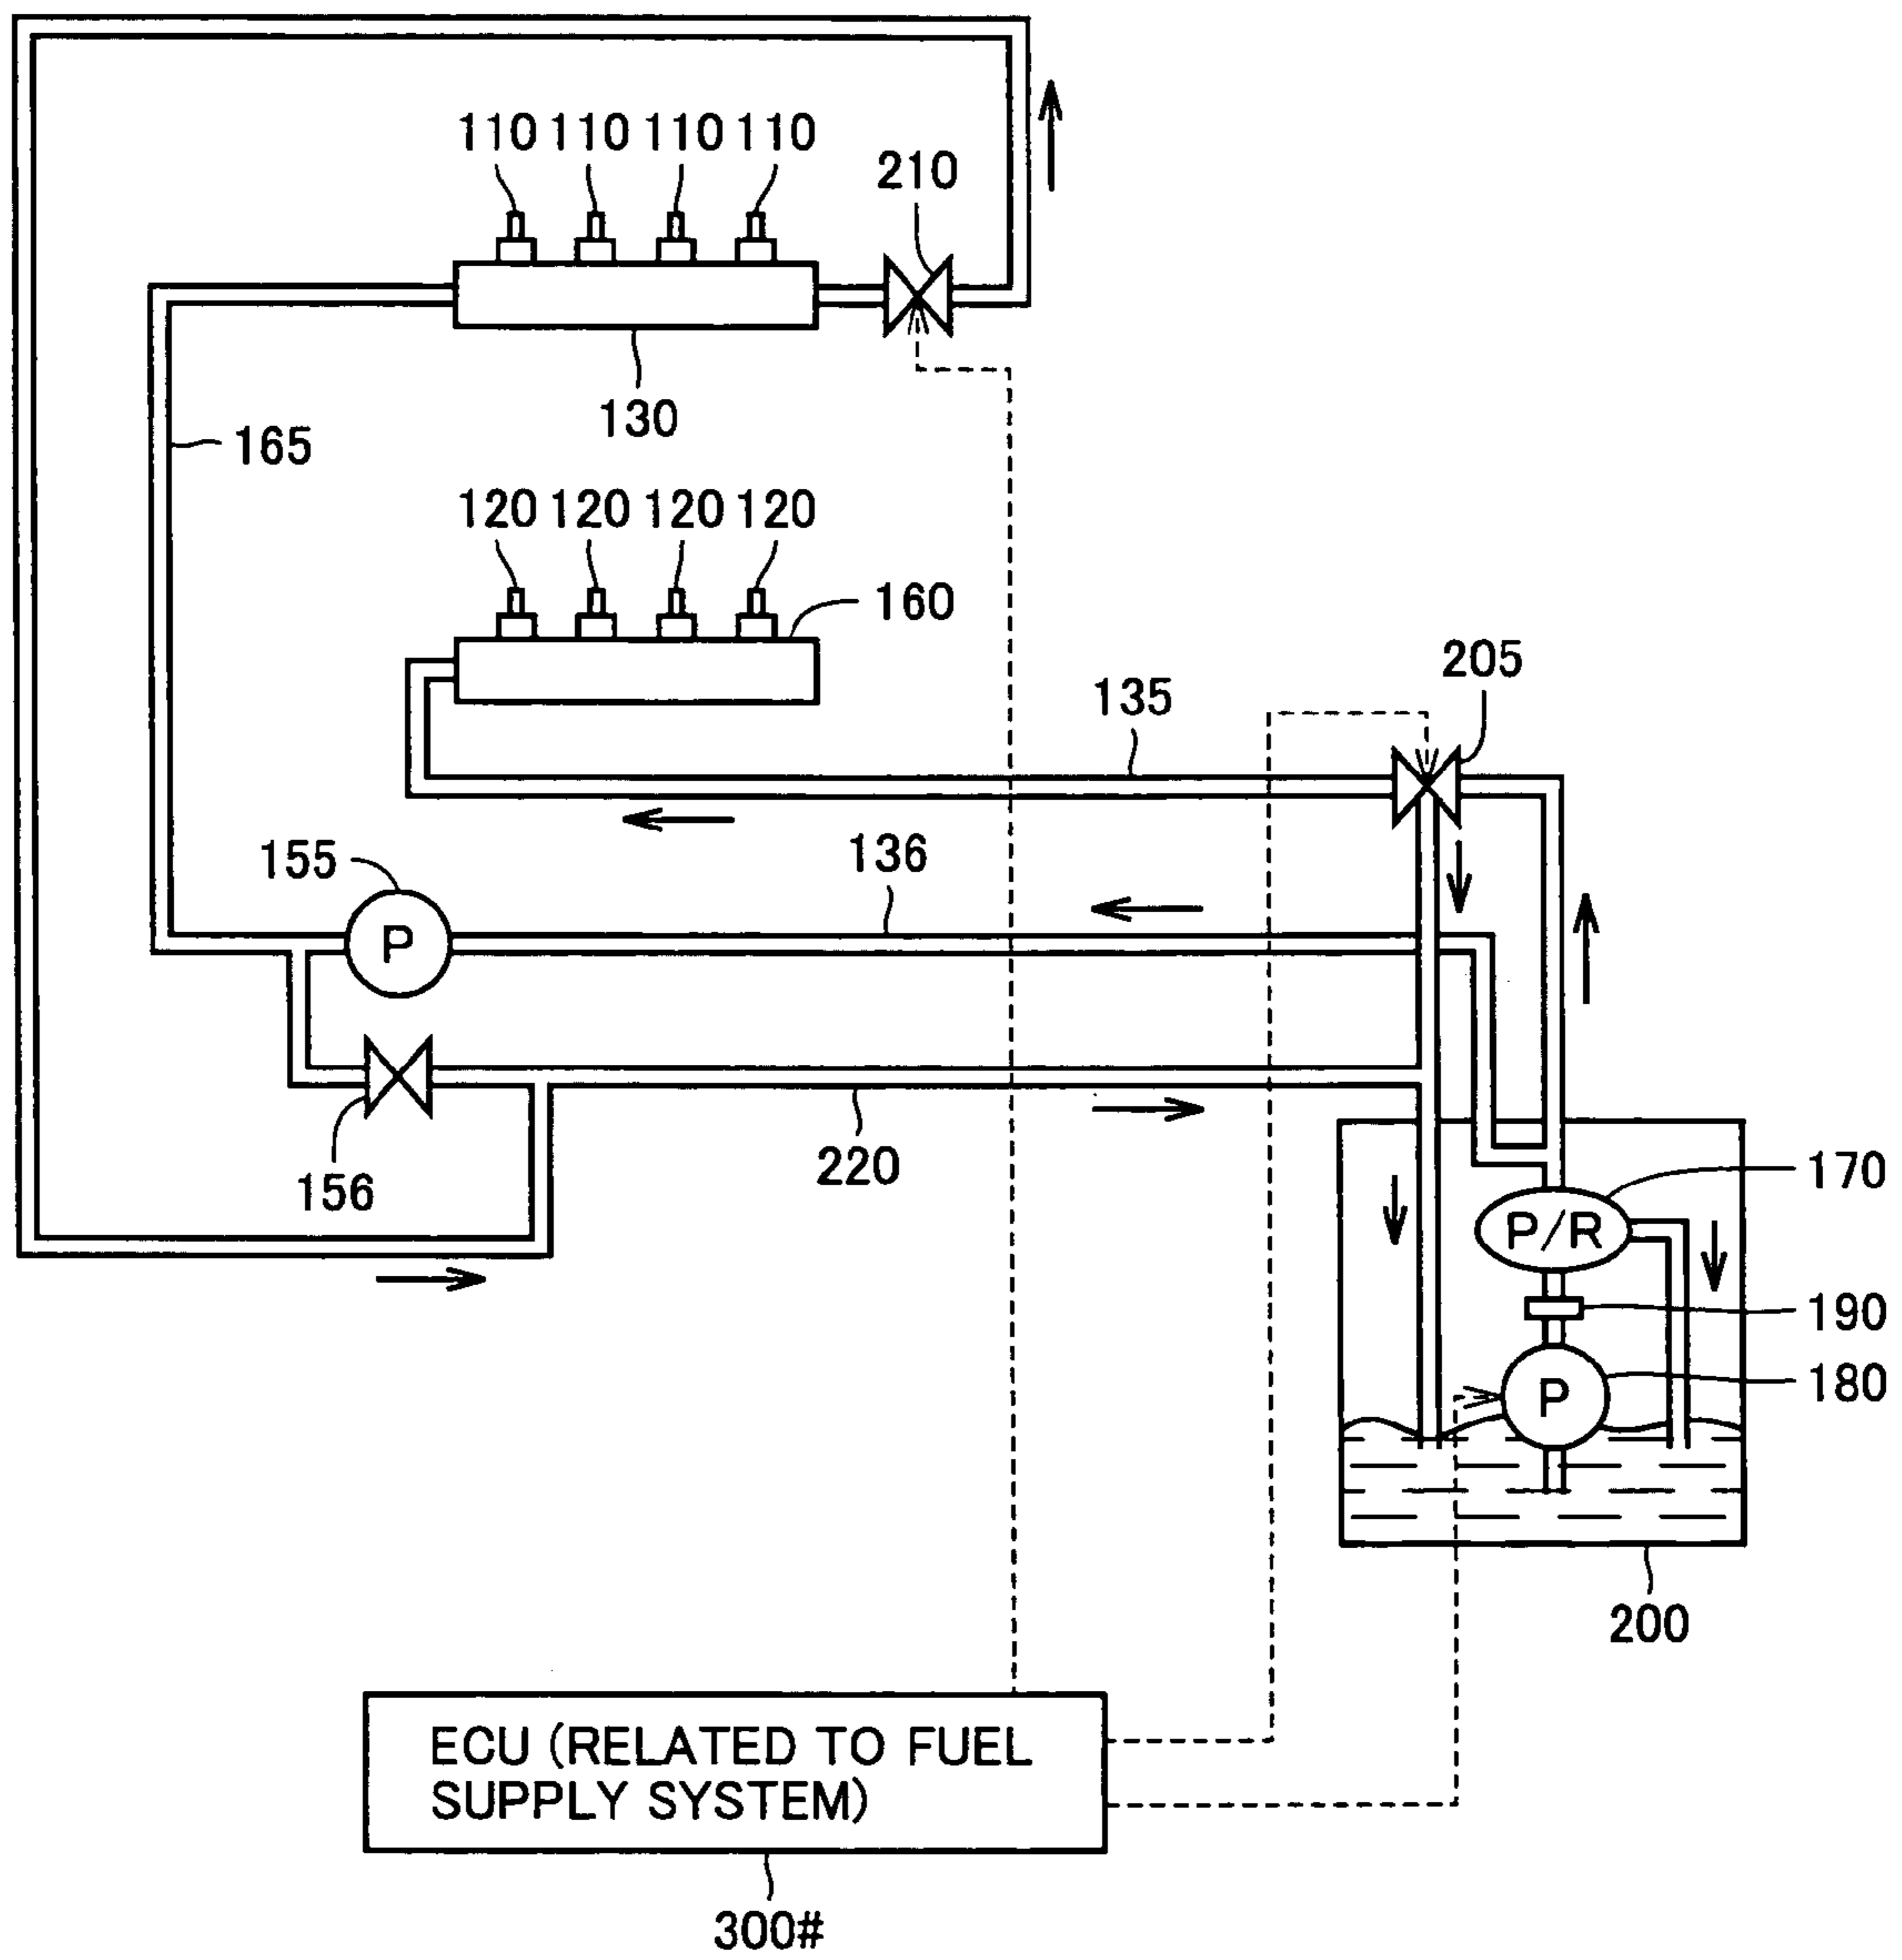 110 110 110 110
210
130
165
120 120 120 120
160
205
135
155
136
P
156
220
170
P/R
190
180
P
200
ECU (RELATED TO FUEL
SUPPLY SYSTEM)
300#